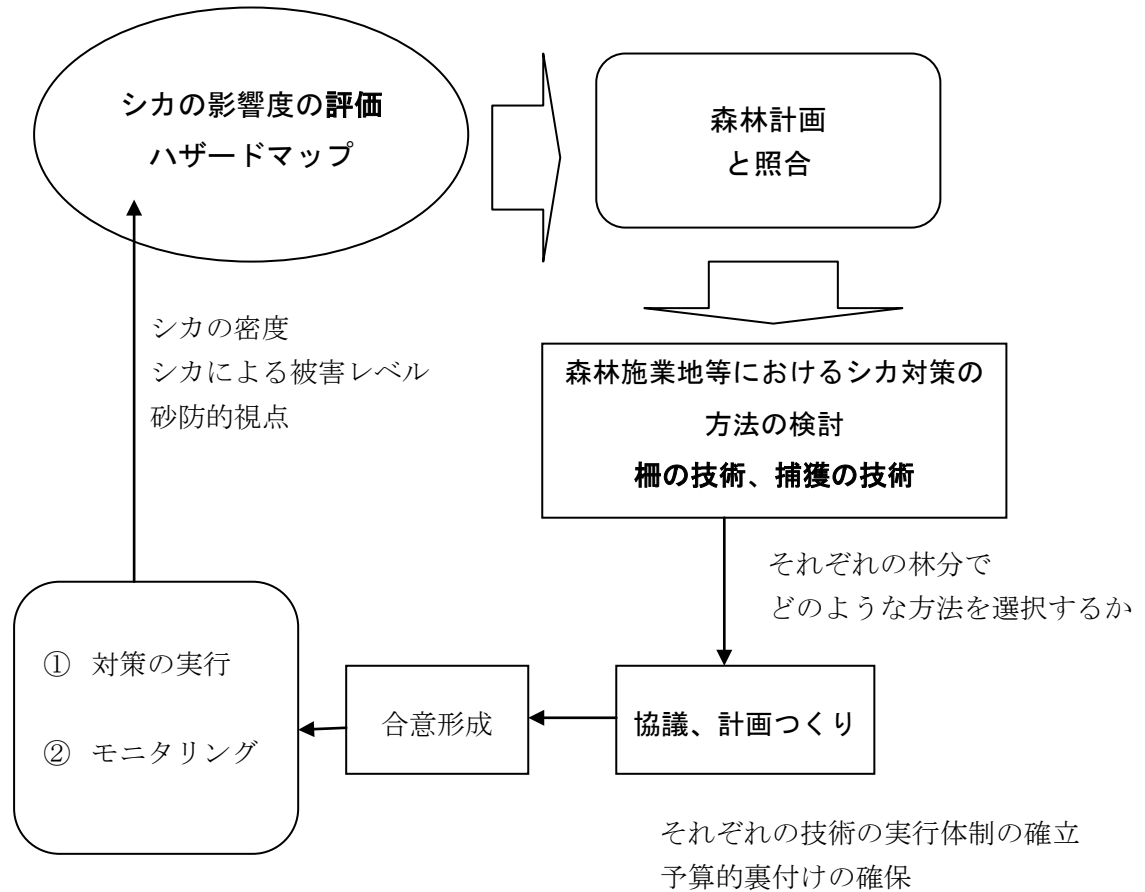 シカの影響度の評価
ハザードマップ
森林計画
と照合
シカの密度
シカによる被害レベル
砂防的視点
森林施業地等におけるシカ対策の
方法の検討
柵の技術、捕獲の技術
それぞれの林分で
どのような方法を選択するか
① 対策の実行
② モニタリング
合意形成
協議、計画つくり
それぞれの技術の実行体制の確立
予算的裏付けの確保